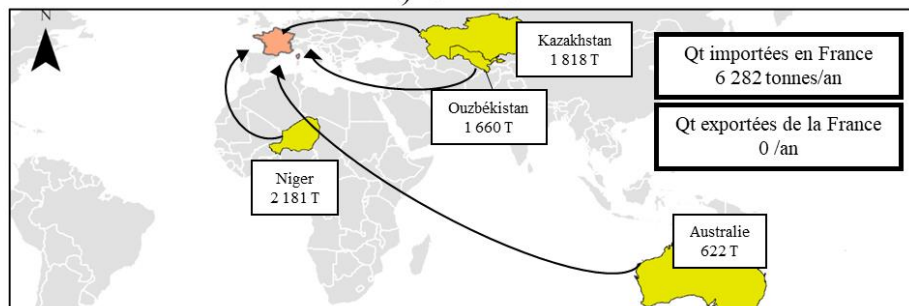 N
Kazakhstan
1 818 T
Qt importées en France
6 282 tonnes/an
Ouzbékistan
1 660 T
Qt exportées de la France
0 /an
Niger
2 181 T
Australie
622 T